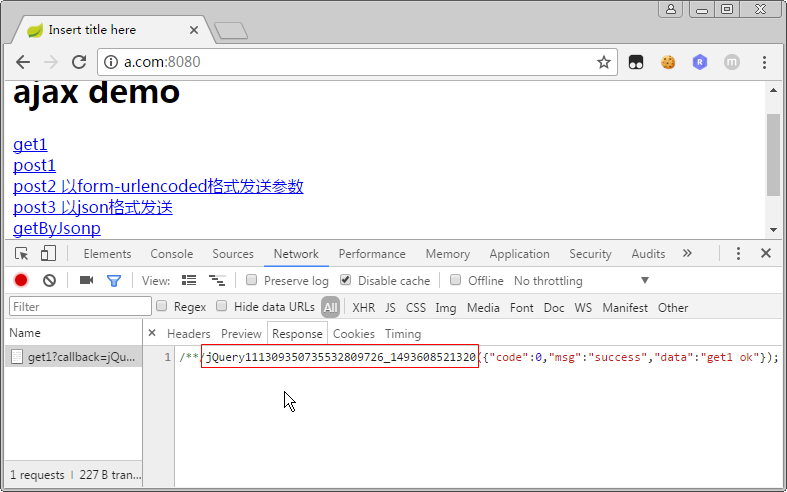 Insert title here
a.com:8080
ajax demo
get1
post1
post2 以form-urlencoded格式发送参数
post3 以json格式发送
getByJsonp
Elements Console Sources Network Performance Memory Application Security Audits »
View: Preserve log Disable cache Offline No throttling
Filter Regex Hide data URLs All XHR JS CSS Img Media Font Doc WS Manifest Other
Name × Headers Preview Response Cookies Timing
get1?callback=jQu... 1 /**/jQuery111309350735532809726_1493608521320({"code":0,"msg":"success","data":"get1 ok"});
1 requests | 227 B tran...